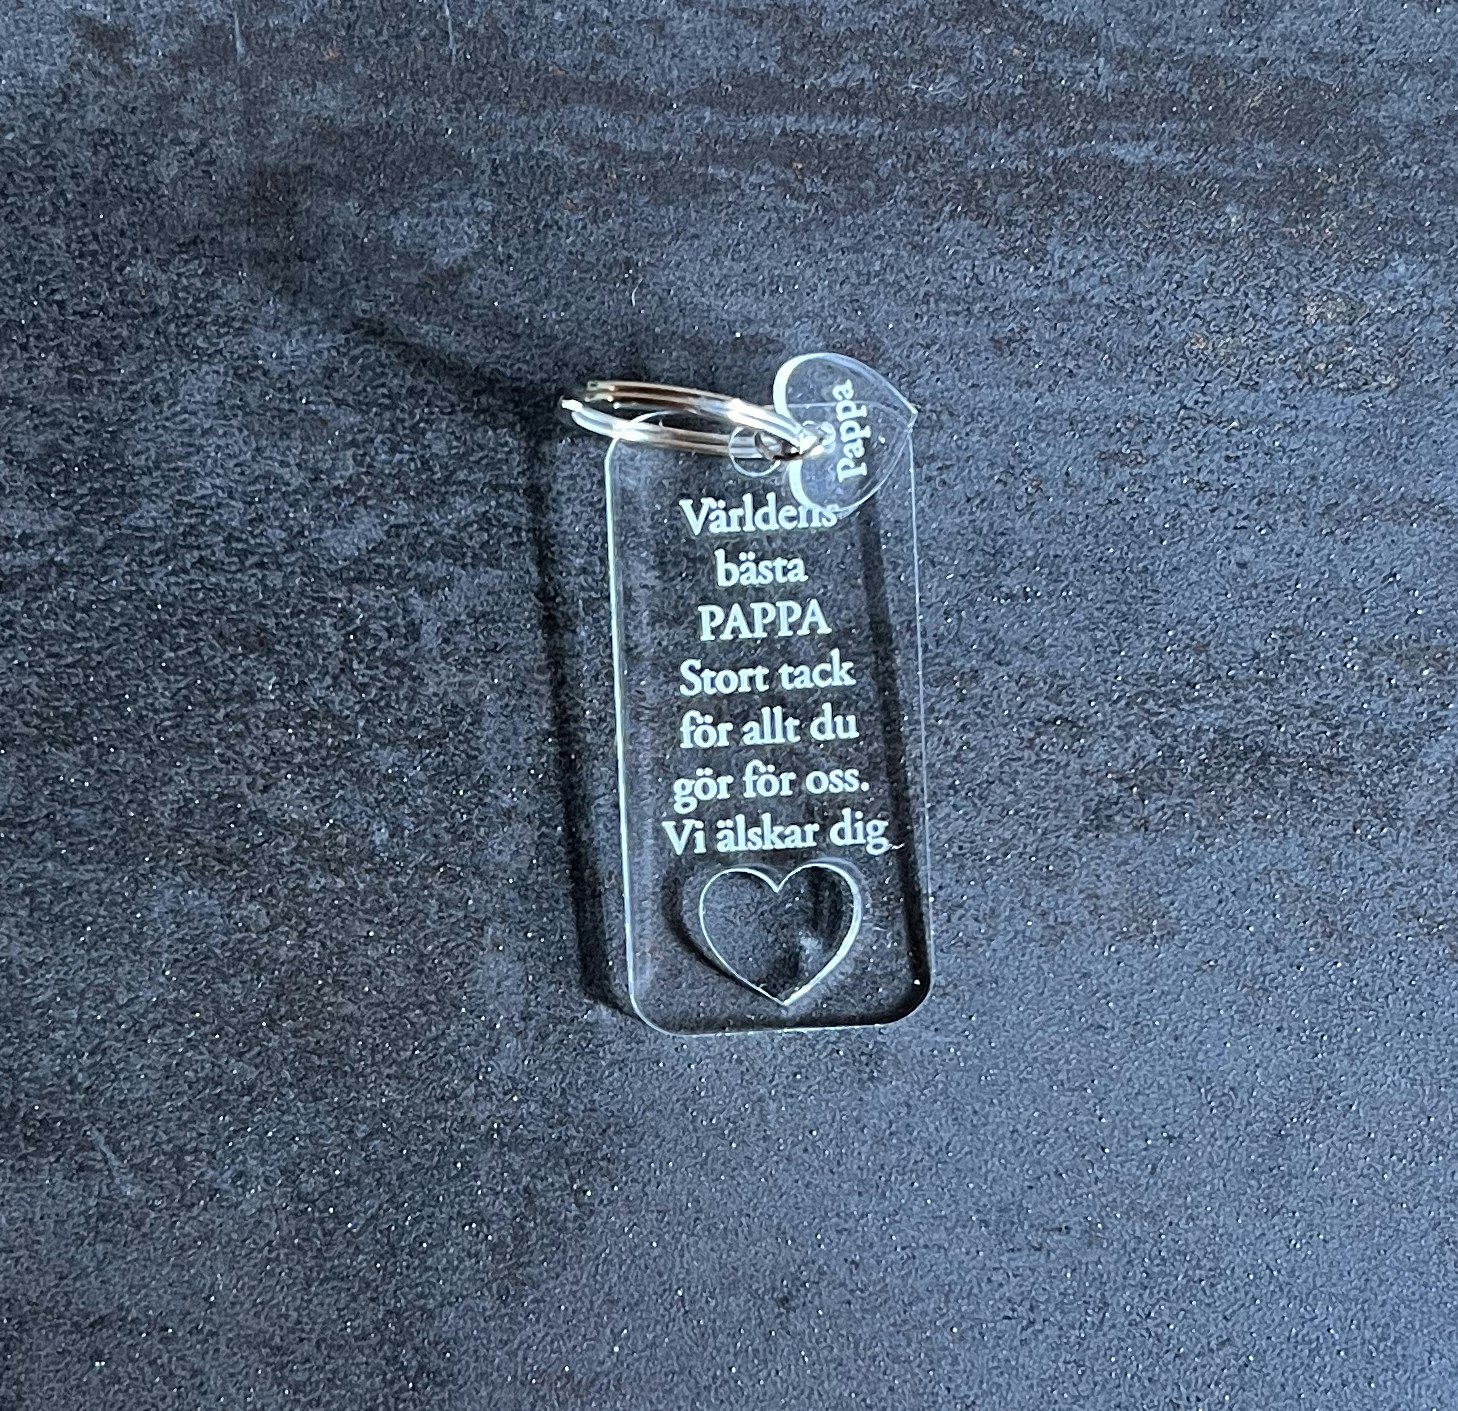 Pappa
Världens
bästa
PAPPA
Stort tack
för allt du
gör för oss.
Vi älskar dig